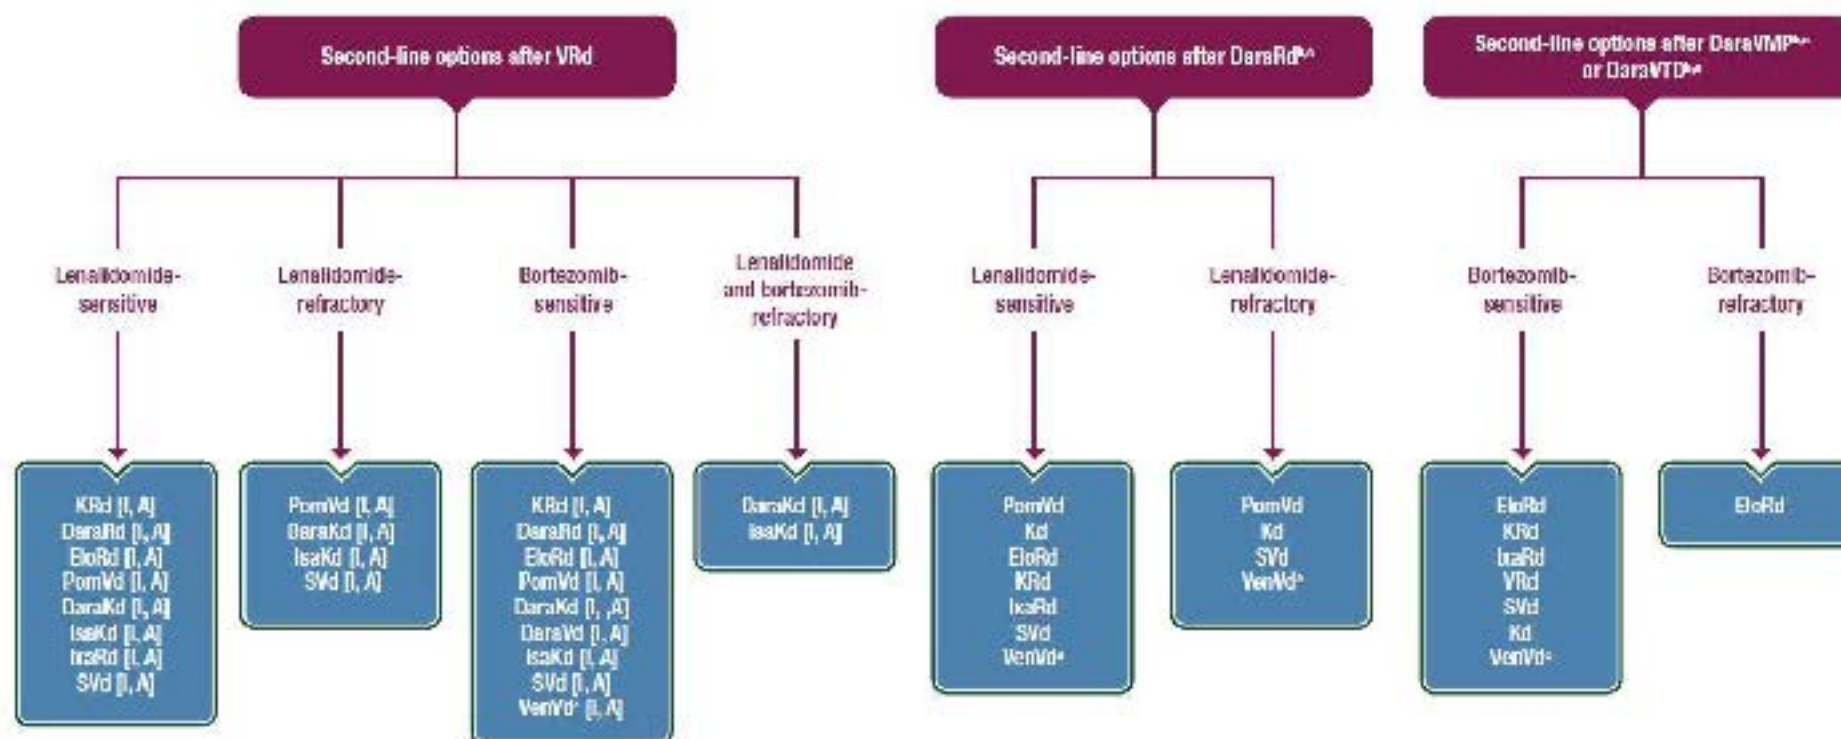 Second-line options after VRd
Second-line options after DaraRd
Second-line options after DaraVMP
or DaraVTD
Lenalidomide-
sensitive
Lenalidomide-
refractory
Bortezomib-
sensitive
Lenalidomide
and bortezomib-
refractory
Lenalidomide-
sensitive
Lenalidomide-
refractory
Bortezomib-
sensitive
Bortezomib-
refractory
KRd [I, A]
DaraRd [I, A]
EloRd [I, A]
PomVd [I, A]
DaraKd [I, A]
IsaKd [I, A]
IxaRd [I, A]
SVd [I, A]
PomVd [I, A]
DaraKd [I, A]
IsaKd [I, A]
SVd [I, A]
KRd [I, A]
DaraRd [I, A]
EloRd [I, A]
PomVd [I, A]
DaraKd [I, ,A]
DaraVd [I, A]
IsaKd [I, A]
SVd [I, A]
VenVd [I, A]
DaraKd [I, A]
IsaKd [I, A]
PomVd
Kd
EloRd
KRd
IxaRd
SVd
VenVd
PomVd
Kd
SVd
VenVd
EloRd
KRd
IxaRd
VRd
SVd
Kd
VenVd
EloRd